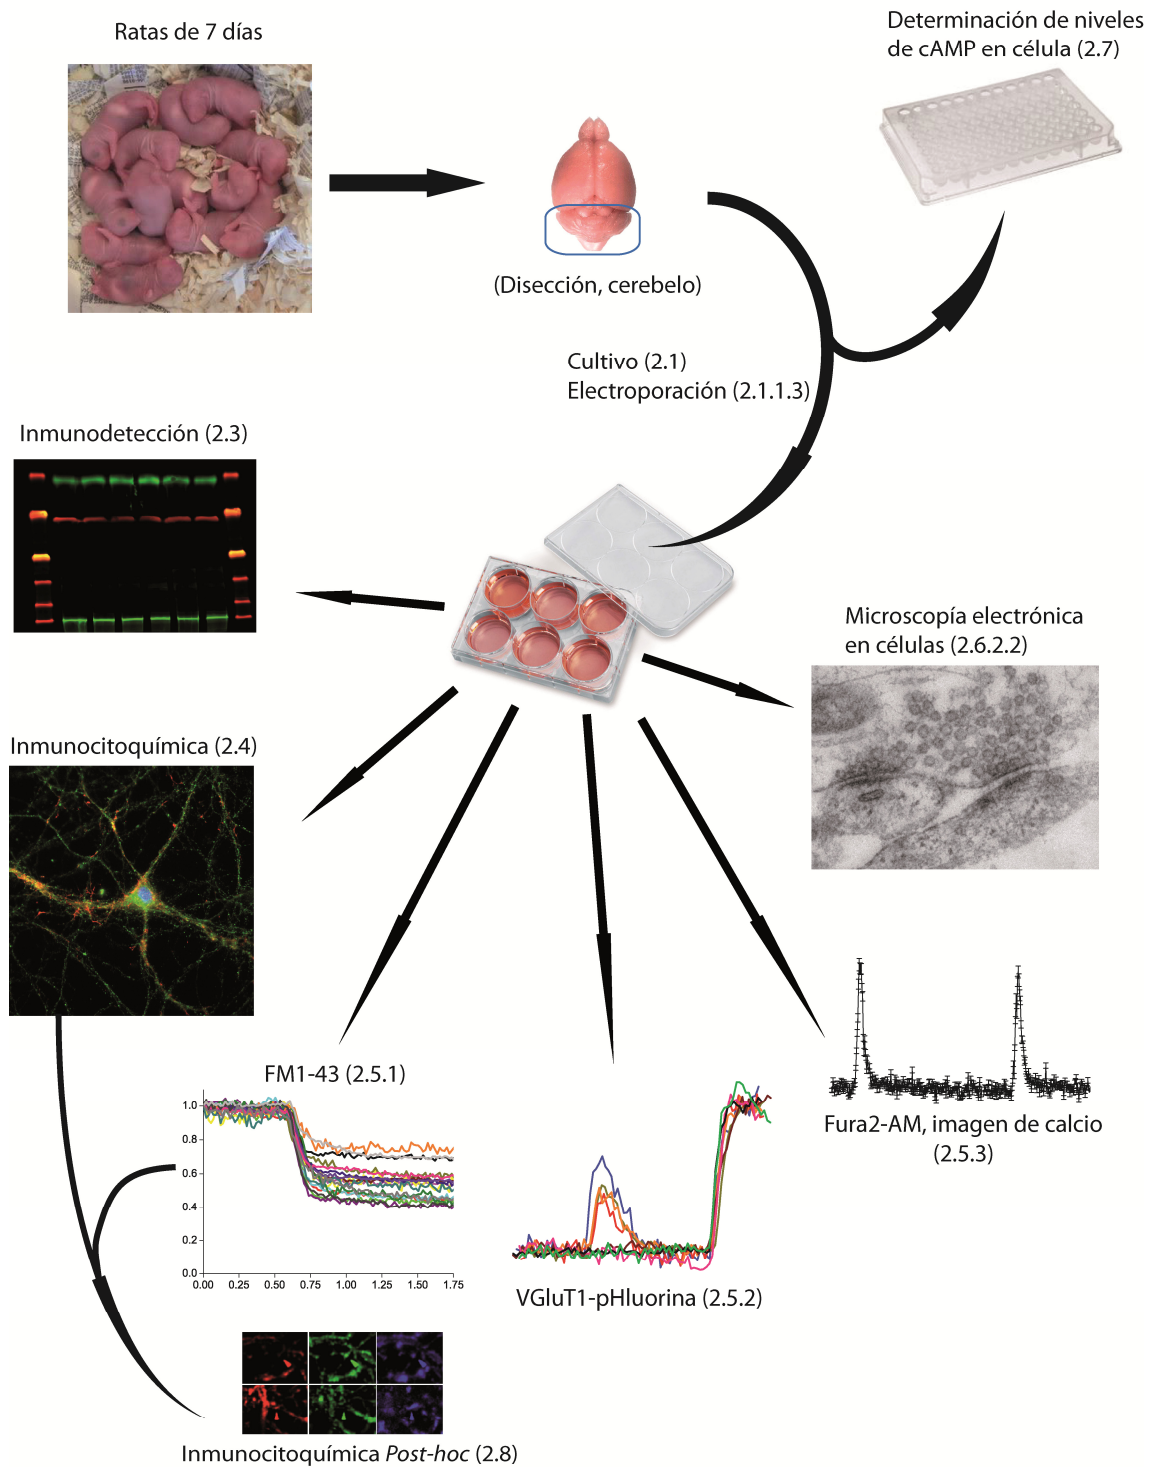 Ratas de 7 días
Determinación de niveles
de cAMP en célula (2.7)
(Disección, cerebelo)
Cultivo (2.1)
Electroporación (2.1.1.3)
Inmunodetección (2.3)
Microscopía electrónica
en células (2.6.2.2)
Inmunocitoquímica (2.4)
FM1-43 (2.5.1)
1.0
0.8
0.6
0.4
0.2
0.0
0.00 0.25 0.50 0.75 1.00 1.25 1.50 1.75
Fura2-AM, imagen de calcio
(2.5.3)
VGluT1-pHluorina (2.5.2)
Inmunocitoquímica Post-hoc (2.8)